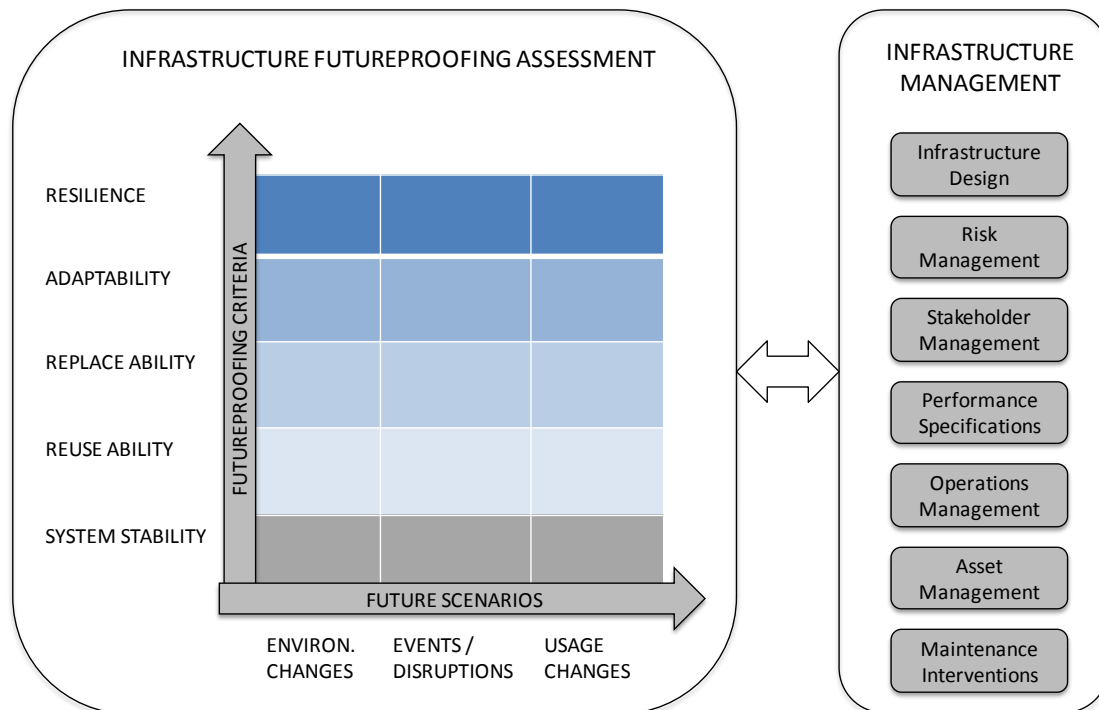 INFRASTRUCTURE FUTUREPROOFING ASSESSMENT
RESILIENCE
ADAPTABILITY
REPLACE ABILITY
REUSE ABILITY
SYSTEM STABILITY
FUTUREPROOFING CRITERIA
FUTURE SCENARIOS
ENVIRON.
CHANGES
EVENTS /
DISRUPTIONS
USAGE
CHANGES
INFRASTRUCTURE
MANAGEMENT
Infrastructure
Design
Risk
Management
Stakeholder
Management
Performance
Specifications
Operations
Management
Asset
Management
Maintenance
Interventions